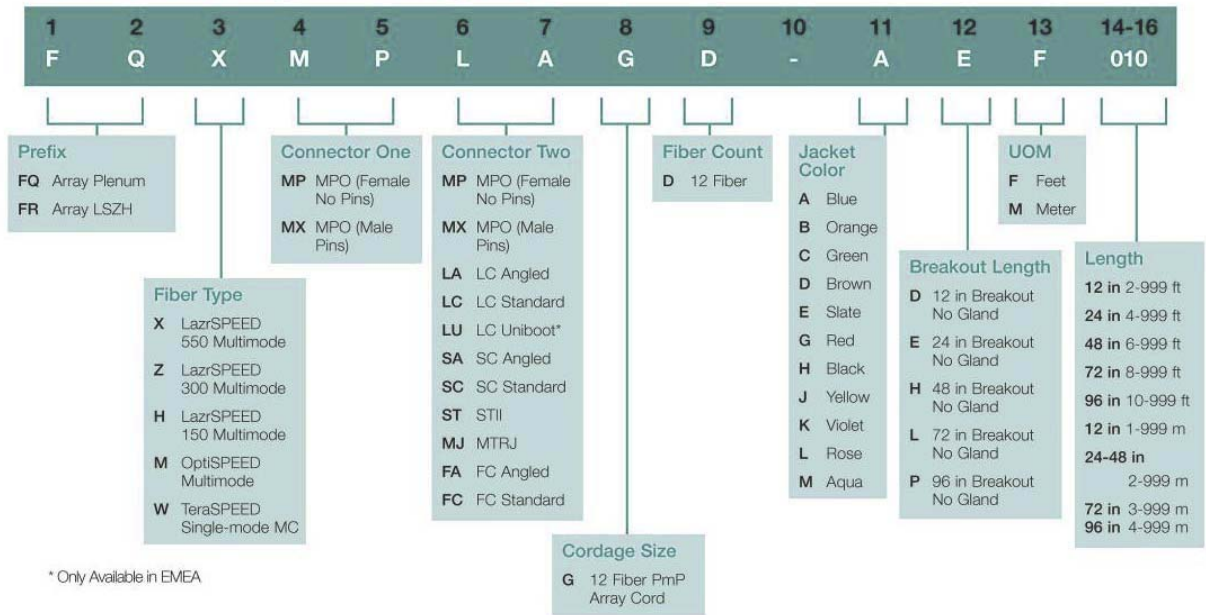 1 2 3 4 5 6 7 8 9 10 11 12 13 14-16
F Q X M P L A G D - A E F 010
Prefix
FQ Array Plenum
FR Array LSZH
Fiber Type
X LazrSPEED
550 Multimode
Z LazrSPEED
300 Multimode
H LazrSPEED
150 Multimode
M OptiSPEED
Multimode
W TeraSPEED
Single-mode MC
Connector One
MP MPO (Female
No Pins)
MX MPO (Male
Pins)
Connector Two
MP MPO (Female
No Pins)
MX MPO (Male
Pins)
LA LC Angled
LC LC Standard
LU LC Uniboot*
SA SC Angled
SC SC Standard
ST STII
MJ MTRJ
FA FC Angled
FC FC Standard
Cordage Size
G 12 Fiber PmP
Array Cord
Fiber Count
D 12 Fiber
Jacket
Color
A Blue
B Orange
C Green
D Brown
E Slate
G Red
H Black
J Yellow
K Violet
L Rose
M Aqua
Breakout Length
D 12 in Breakout
No Gland
E 24 in Breakout
No Gland
H 48 in Breakout
No Gland
L 72 in Breakout
No Gland
P 96 in Breakout
No Gland
UOM
F Feet
M Meter
Length
12 in 2-999 ft
24 in 4-999 ft
48 in 6-999 ft
72 in 8-999 ft
96 in 10-999 ft
12 in 1-999 m
24-48 in
2-999 m
72 in 3-999 m
96 in 4-999 m
* Only Available in EMEA